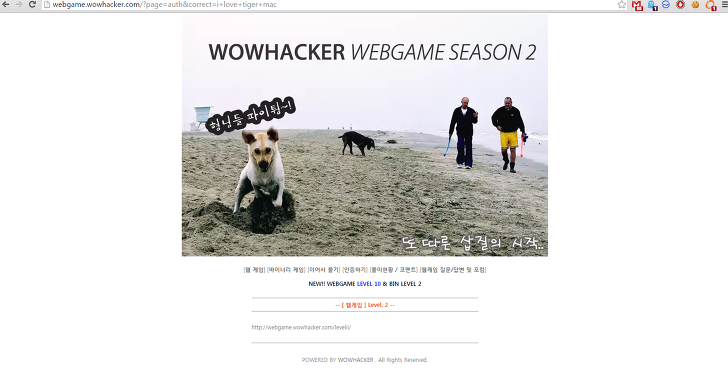 webgame.wowhacker.com/?page=auth&correct=i+love+tiger+mac
WOWHACKER WEBGAME SEASON 2
형님들 파이팅~!
또 다른 삽질의 시작..
[웹 게임] [바이너리 게임] [이어서 풀기] [인증하기] [풀이현황 / 코멘트] [웹게임 질문/답변 및 포럼]
NEW!! WEBGAME LEVEL 10 & BIN LEVEL 2
-- [ 웹게임 ] Level. 2 --
http://webgame.wowhacker.com/leveli/
POWERED BY WOWHACKER . All Rights Reserved.